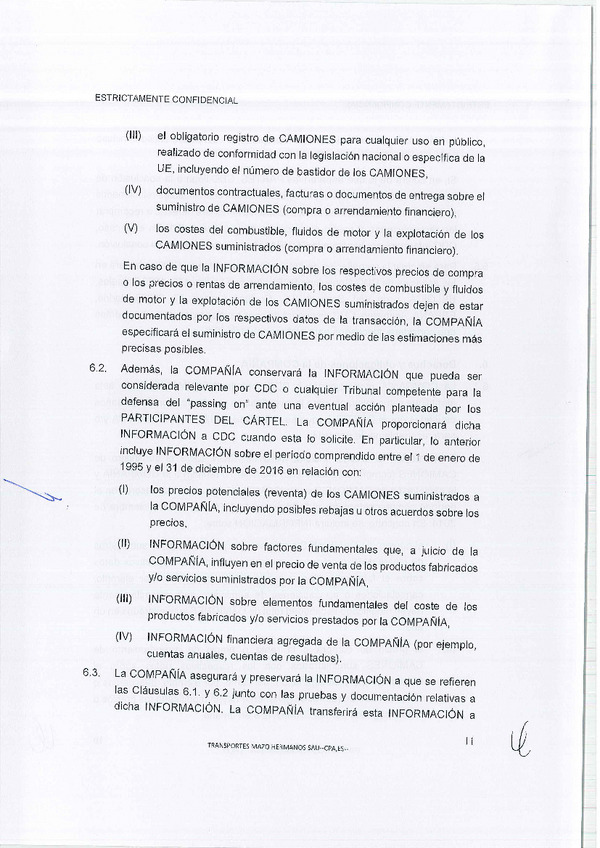 ESTRICTAMENTE CONFIDENCIAL
(III) el obligatorio registro de CAMIONES para cualquier uso en público,
realizado de conformidad con la legislación nacional o específica de la
UE, incluyendo el número de bastidor de los CAMIONES,
(IV) documentos contractuales, facturas o documentos de entrega sobre el
suministro de CAMIONES (compra o arrendamiento financiero),
(V) los costes del combustible, fluidos de motor y la explotación de los
CAMIONES suministrados (compra o arrendamiento financiero).
En caso de que la INFORMACIÓN sobre los respectivos precios de compra
o los precios o rentas de arrendamiento, los costes de combustible y fluidos
de motor y la explotación de los CAMIONES suministrados dejen de estar
documentados por los respectivos datos de la transacción, la COMPAÑÍA
especificará el suministro de CAMIONES por medio de las estimaciones más
precisas posibles.
6.2. Además, la COMPAÑÍA conservará la INFORMACIÓN que pueda ser
considerada relevante por CDC o cualquier Tribunal competente para la
defensa del "passing on" ante una eventual acción planteada por los
PARTICIPANTES DEL CÁRTEL. La COMPAÑÍA proporcionará dicha
INFORMACIÓN a CDC cuando esta lo solicite. En particular, lo anterior
incluye INFORMACIÓN sobre el período comprendido entre el 1 de enero de
1995 y el 31 de diciembre de 2016 en relación con:
(I) los precios potenciales (reventa) de los CAMIONES suministrados a
la COMPAÑÍA, incluyendo posibles rebajas u otros acuerdos sobre los
precios,
(II) INFORMACIÓN sobre factores fundamentales que, a juicio de la
COMPAÑÍA, influyen en el precio de venta de los productos fabricados
y/o servicios suministrados por la COMPAÑÍA,
(III) INFORMACIÓN sobre elementos fundamentales del coste de los
productos fabricados y/o servicios prestados por la COMPAÑÍA,
(IV) INFORMACIÓN financiera agregada de la COMPAÑÍA (por ejemplo,
cuentas anuales, cuentas de resultados).
6.3. La COMPAÑÍA asegurará y preservará la INFORMACIÓN a que se refieren
las Cláusulas 6.1. y 6.2 junto con las pruebas y documentación relativas a
dicha INFORMACIÓN. La COMPAÑÍA transferirá esta INFORMACIÓN a
TRANSPORTES MAZO HERMANOS SAU--CPA,ES--
11